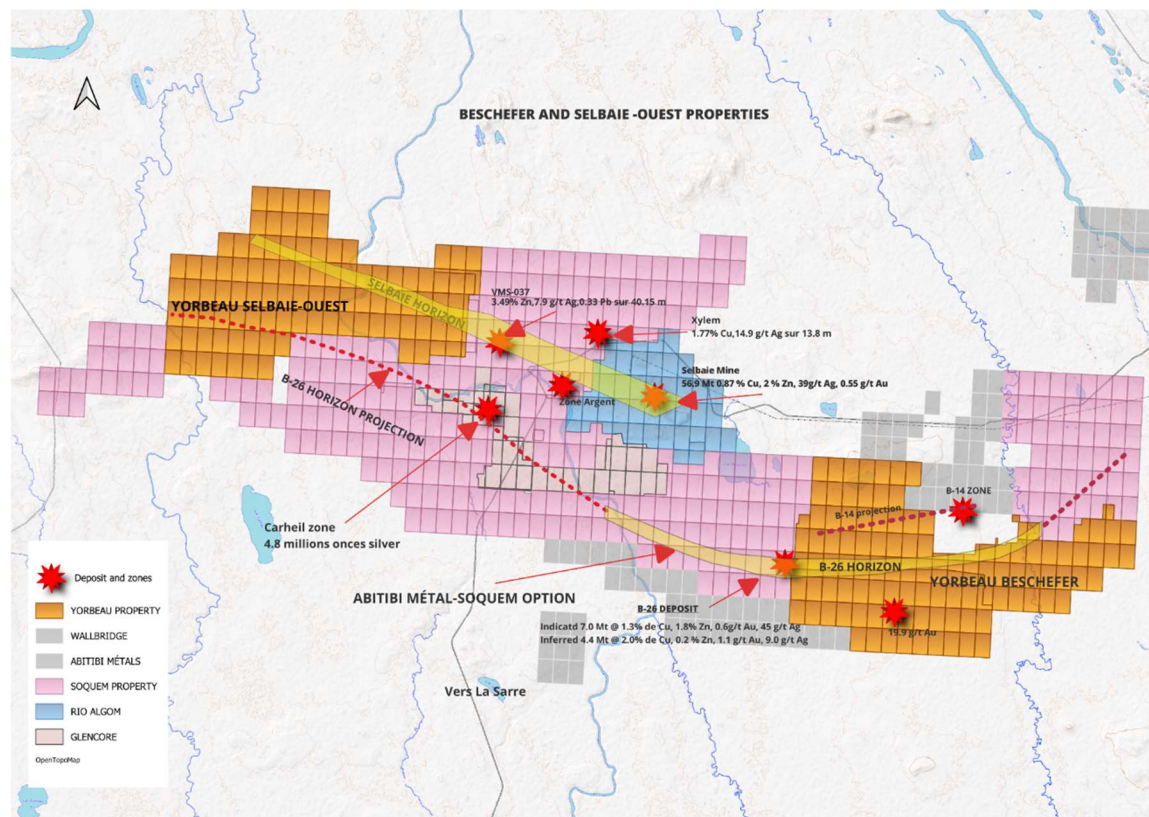 BESCHEFER AND SELBAIE -OUEST PROPERTIES
VMS-037
3.49% Zn,7.9 g/t Ag,0.33 Pb sur 40.15 m
SELBAIE HORIZON
YORBEAU SELBAIE-OUEST
Xylem
1.77% Cu,14.9 g/t Ag sur 13.8 m
Selbaie Mine
56.9 Mt 0.87 % Cu, 2 % Zn, 39g/t Ag, 0.55 g/t Au
Zone Argent
B-26 HORIZON PROJECTION
Carheil zone
4.8 millions onces silver
B-14 ZONE
B-14 projection
B-26 HORIZON
YORBEAU BESCHEFER
ABITIBI MÉTAL-SOQUEM OPTION
B-26 DEPOSIT
Indicatd 7.0 Mt @ 1.3% de Cu, 1.8% Zn, 0.6g/t Au, 45 g/t Ag
Inferred 4.4 Mt @ 2.0% de Cu, 0.2 % Zn, 1.1 g/t Au, 9.0 g/t Ag
19.9 g/t Au
Vers La Sarre
Deposit and zones
YORBEAU PROPERTY
WALLBRIDGE
ABITIBI MÉTALS
SOQUEM PROPERTY
RIO ALGOM
GLENCORE
OpenTopoMap